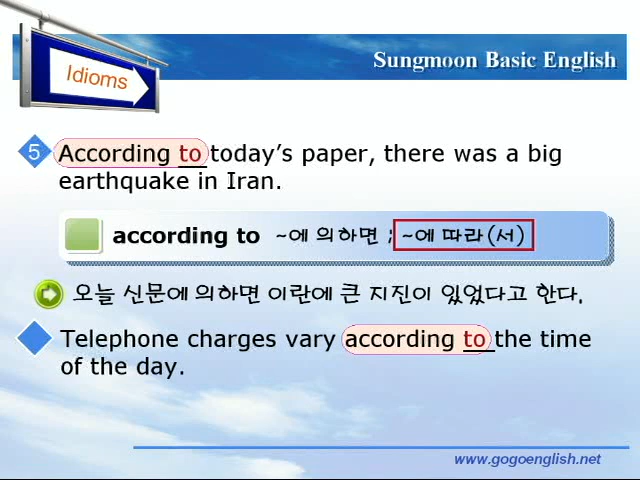 Idioms
Sungmoon Basic English
5 According to today's paper, there was a big
earthquake in Iran.
according to ~에 의하면 ; ~에 따라(서)
오늘 신문에 의하면 이란에 큰 지진이 있었다고 한다.
Telephone charges vary according to the time
of the day.
www.gogoenglish.net